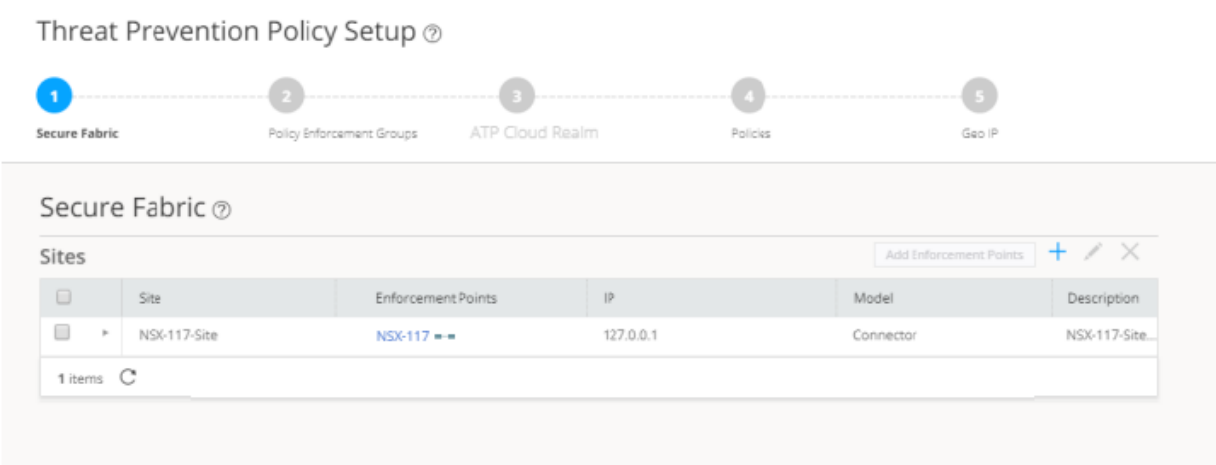 Threat Prevention Policy Setup ?
1 2 3 4 5
Secure Fabric Policy Enforcement Groups ATP Cloud Realm Policies Geo IP
Secure Fabric ?
Sites Add Enforcement Points
Site Enforcement Points IP Model Description
NSX-117-Site NSX-117 127.0.0.1 Connector NSX-117-Site...
1 items